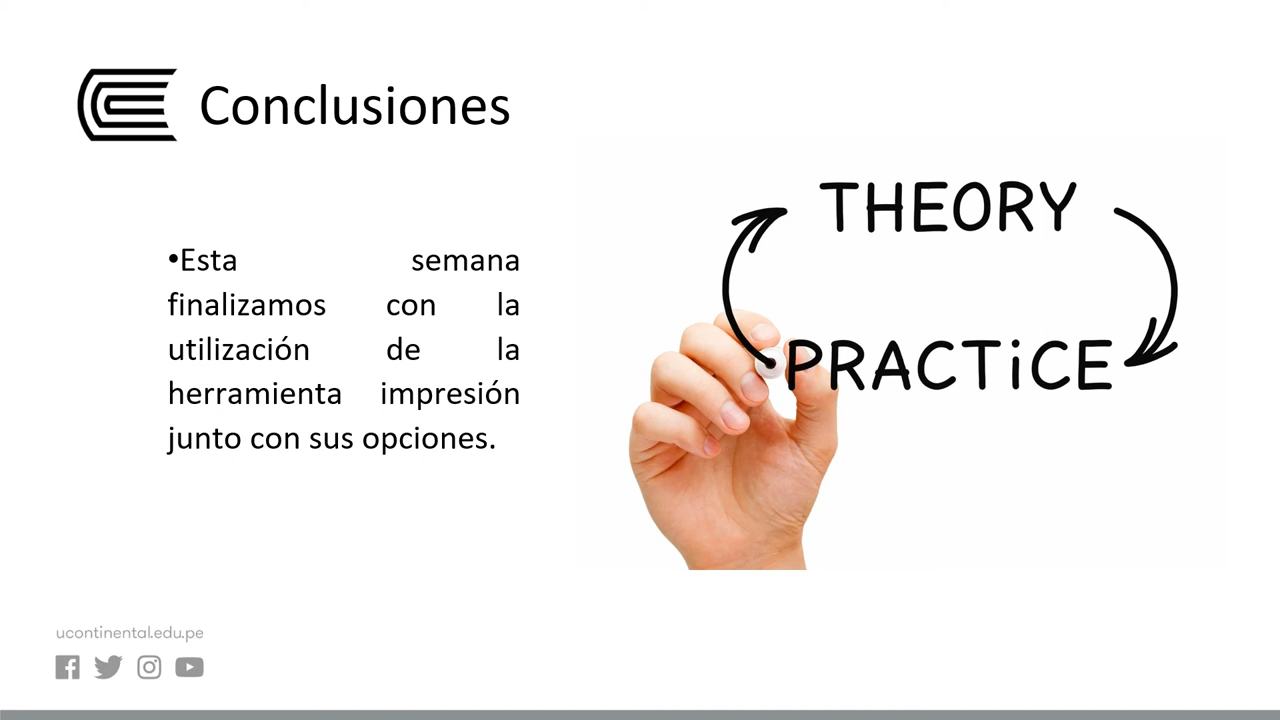 Conclusiones
•Esta semana
finalizamos con la
utilización de la
herramienta impresión
junto con sus opciones.
THEORY
PRACTiCE
ucontinental.edu.pe